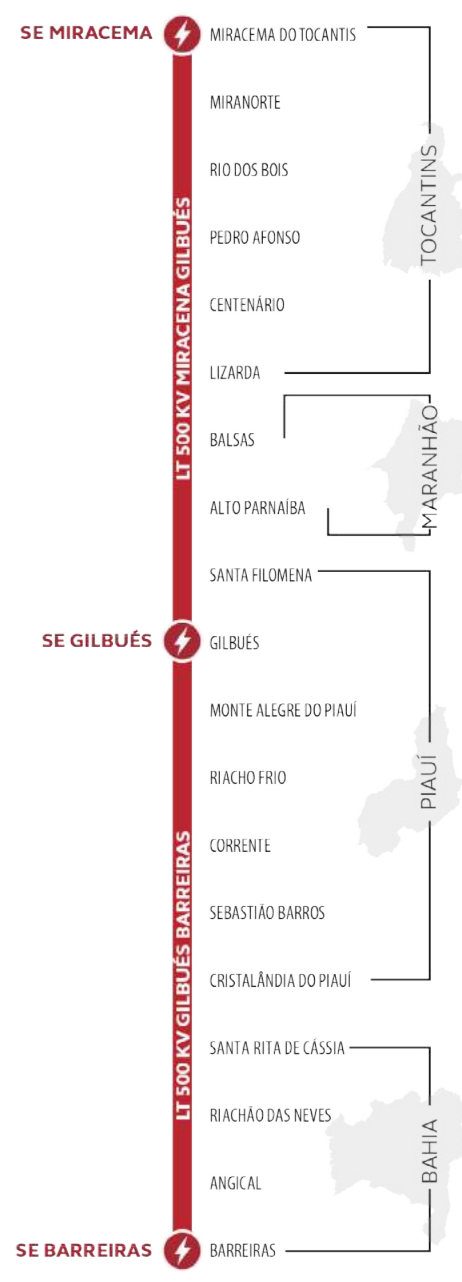 SE MIRACEMA
MIRACEMA DO TOCANTIS
MIRANORTE
RIO DOS BOIS
PEDRO AFONSO
CENTENÁRIO
LIZARDA
TOCANTINS
LT 500 KV MIRACENA GILBUÉS
BALSAS
ALTO PARNAÍBA
MARANHÃO
SANTA FILOMENA
SE GILBUÉS
GILBUÉS
MONTE ALEGRE DO PIAUÍ
RIACHO FRIO
CORRENTE
SEBASTIÃO BARROS
CRISTALÂNDIA DO PIAUÍ
PIAUÍ
LT 500 KV GILBUÉS BARREIRAS
SANTA RITA DE CÁSSIA
RIACHÃO DAS NEVES
ANGICAL
BAHIA
SE BARREIRAS
BARREIRAS